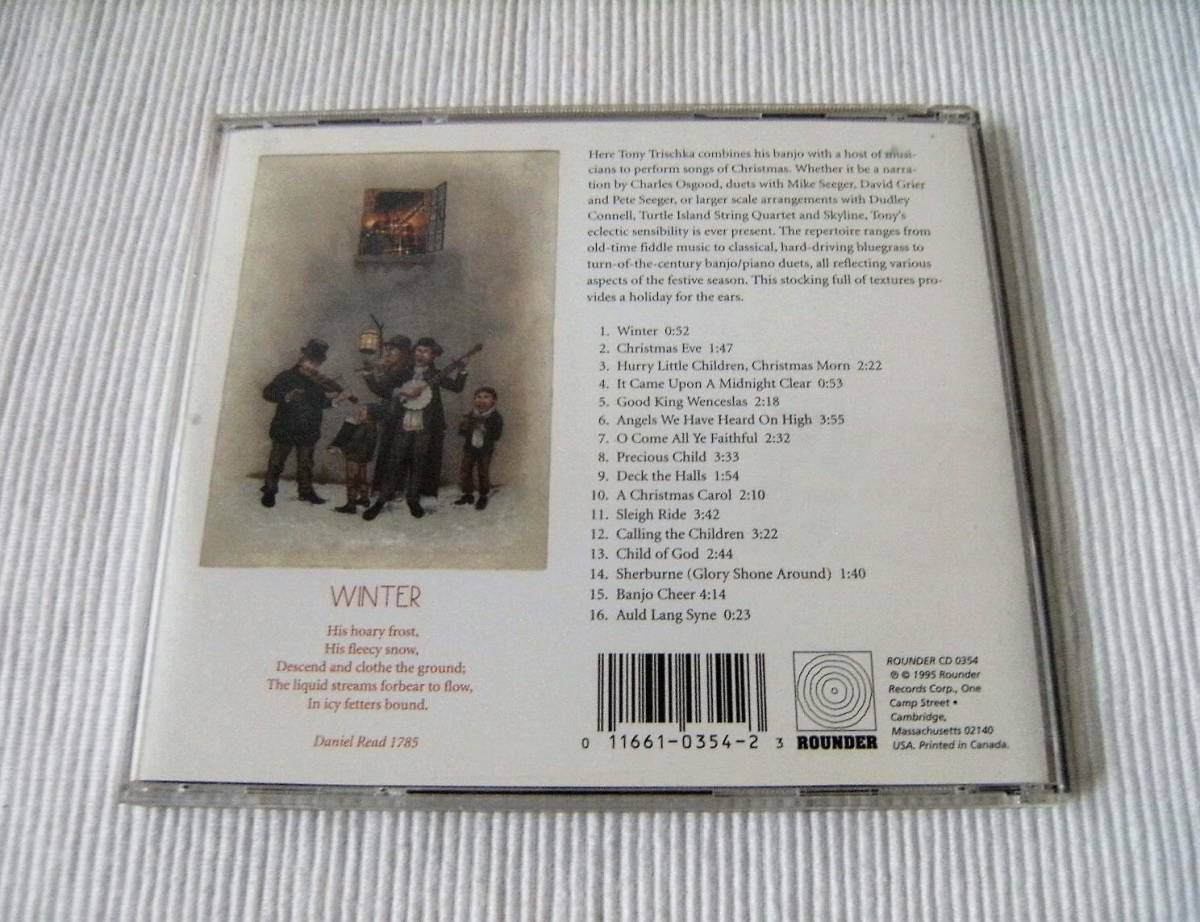 Here Tony Trischka combines his banjo with a host of musi-
cians to perform songs of Christmas. Whether it be a narra-
tion by Charles Osgood, duets with Mike Seeger, David Grier
and Pete Seeger, or larger scale arrangements with Dudley
Connell, Turtle Island String Quartet and Skyline, Tony's
eclectic sensibility is ever present. The repertoire ranges from
old-time fiddle music to classical, hard-driving bluegrass to
turn-of-the-century banjo/piano duets, all reflecting various
aspects of the festive season. This stocking full of textures pro-
vides a holiday for the ears.
1. Winter 0:52
2. Christmas Eve 1:47
3. Hurry Little Children, Christmas Morn 2:22
4. It Came Upon A Midnight Clear 0:53
5. Good King Wenceslas 2:18
6. Angels We Have Heard On High 3:55
7. O Come All Ye Faithful 2:32
8. Precious Child 3:33
9. Deck the Halls 1:54
10. A Christmas Carol 2:10
11. Sleigh Ride 3:42
12. Calling the Children 3:22
13. Child of God 2:44
14. Sherburne (Glory Shone Around) 1:40
15. Banjo Cheer 4:14
16. Auld Lang Syne 0:23
WINTER
His hoary frost,
His fleecy snow,
Descend and clothe the ground;
The liquid streams forbear to flow,
In icy fetters bound.
Daniel Read 1785
0 11661-0354-2 3
ROUNDER
ROUNDER CD 0354
℗ © 1995 Rounder
Records Corp., One
Camp Street •
Cambridge,
Massachusetts 02140
USA. Printed in Canada.